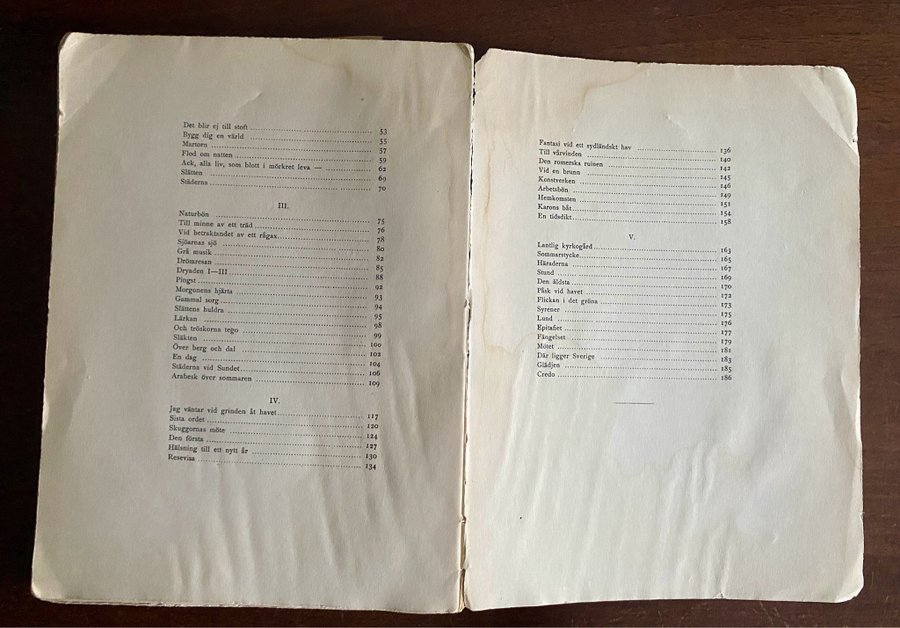 Det blir ej till stoft 53
Bygg dig en värld 55
Martorn 57
Flod om natten 59
Ack, alla liv, som blott i mörkret leva — 62
Slätten 69
Städerna 70
III.
Naturbön 75
Till minne av ett träd 76
Vid betraktandet av ett rågax 78
Sjöarnas sjö 80
Grå musik 82
Drömresan 85
Dryaden I—III 88
Pingst 92
Morgonens hjärta 93
Gammal sorg 94
Slättens huldra 95
Lärkan 98
Och tröskorna tego 99
Släkten 100
Över berg och dal 102
En dag 104
Städerna vid Sundet 106
Arabesk över sommaren 109
IV.
Jag väntar vid grinden åt havet 117
Sista ordet 120
Skuggornas möte 124
Den första 127
Hälsning till ett nytt år 130
Resevisa 134
Fantasi vid ett sydländskt hav 136
Till vårvinden 140
Den romerska ruinen 142
Vid en brunn 145
Konstverken 146
Arbetsbön 149
Hemkomsten 151
Karons båt 154
En tidsdikt 158
V.
Lantlig kyrkogård 163
Sommarstycke 165
Häraderna 167
Stund 169
Den äldsta 170
Påsk vid havet 172
Flickan i det gröna 173
Syrener 175
Lund 176
Epitafiet 177
Fängelset 179
Mötet 181
Där ligger Sverige 183
Glädjen 185
Credo 186